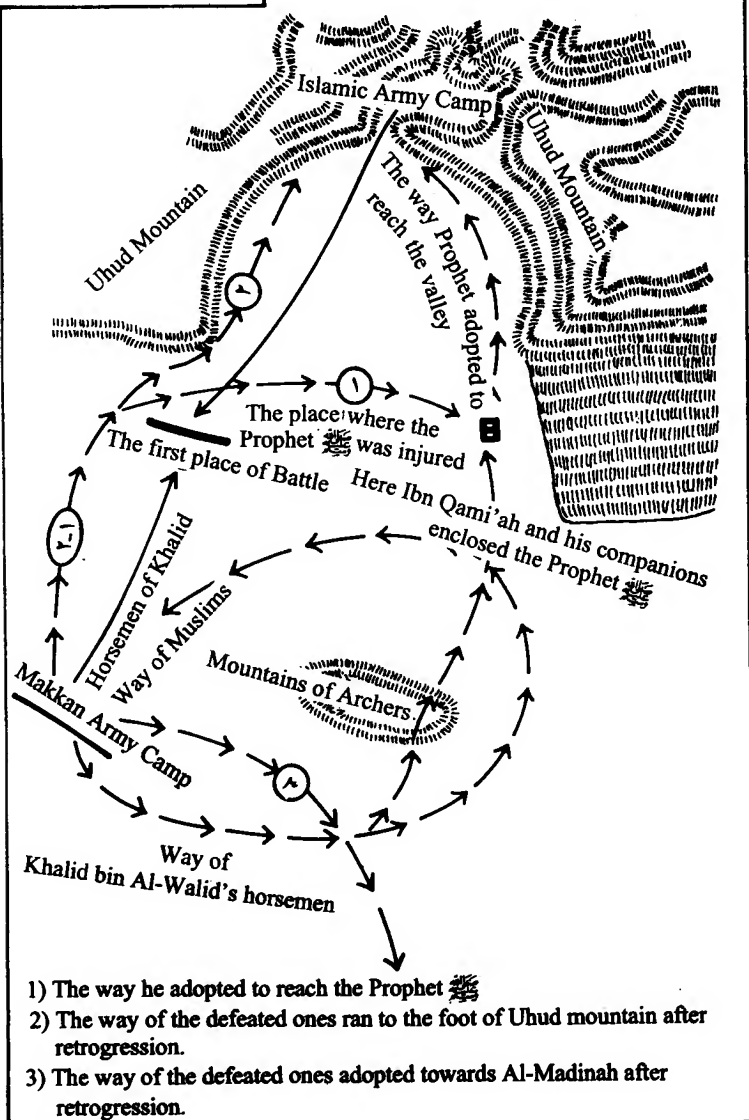 Islamic Army Camp
Uhud Mountain
Uhud Mountain
The way Prophet adopted to
reach the valley
٢
١
The place where the
Prophet ﷺ was injured
The first place of Battle
Here Ibn Qami'ah and his companions
enclosed the Prophet ﷺ
٢-١
Horsemen of Khalid
Way of Muslims
Mountains of Archers
Makkan Army Camp
٣
Way of
Khalid bin Al-Walid's horsemen
1) The way he adopted to reach the Prophet ﷺ
2) The way of the defeated ones ran to the foot of Uhud mountain after
retrogression.
3) The way of the defeated ones adopted towards Al-Madinah after
retrogression.